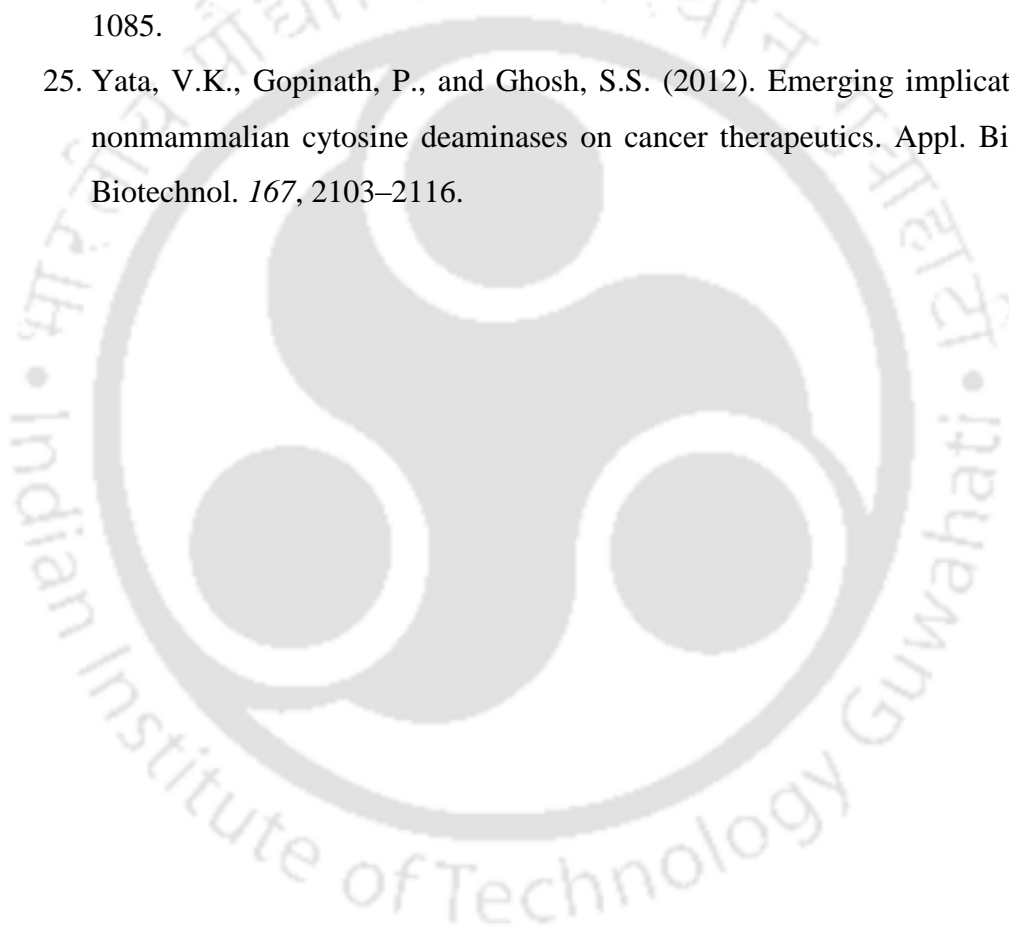 1085.
25. Yata, V.K., Gopinath, P., and Ghosh, S.S. (2012). Emerging implicat
nonmammalian cytosine deaminases on cancer therapeutics. Appl. Bi
Biotechnol. 167, 2103–2116.
Indian Institute of Technology Guwahati